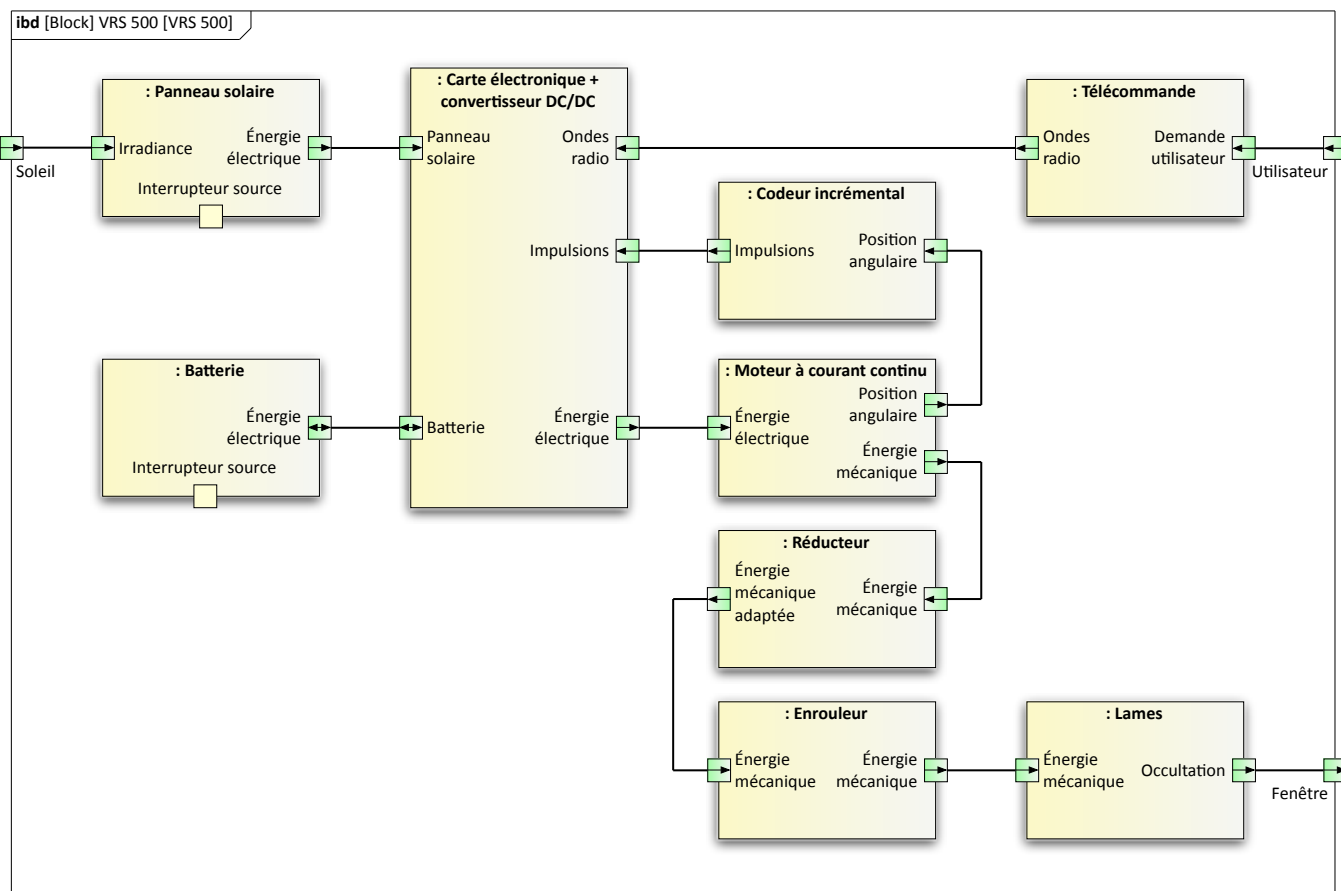 ibd [Block] VRS 500 [VRS 500]
: Panneau solaire
Irradiance
Énergie
électrique
Interrupteur source
Soleil
: Carte électronique +
convertisseur DC/DC
Panneau
solaire
Ondes
radio
Impulsions
Batterie
Énergie
électrique
: Télécommande
Ondes
radio
Demande
utilisateur
Utilisateur
: Codeur incrémental
Impulsions
Position
angulaire
: Batterie
Énergie
électrique
Interrupteur source
: Moteur à courant continu
Énergie
électrique
Position
angulaire
Énergie
mécanique
: Réducteur
Énergie
mécanique
adaptée
Énergie
mécanique
: Enrouleur
Énergie
mécanique
Énergie
mécanique
: Lames
Énergie
mécanique
Occultation
Fenêtre